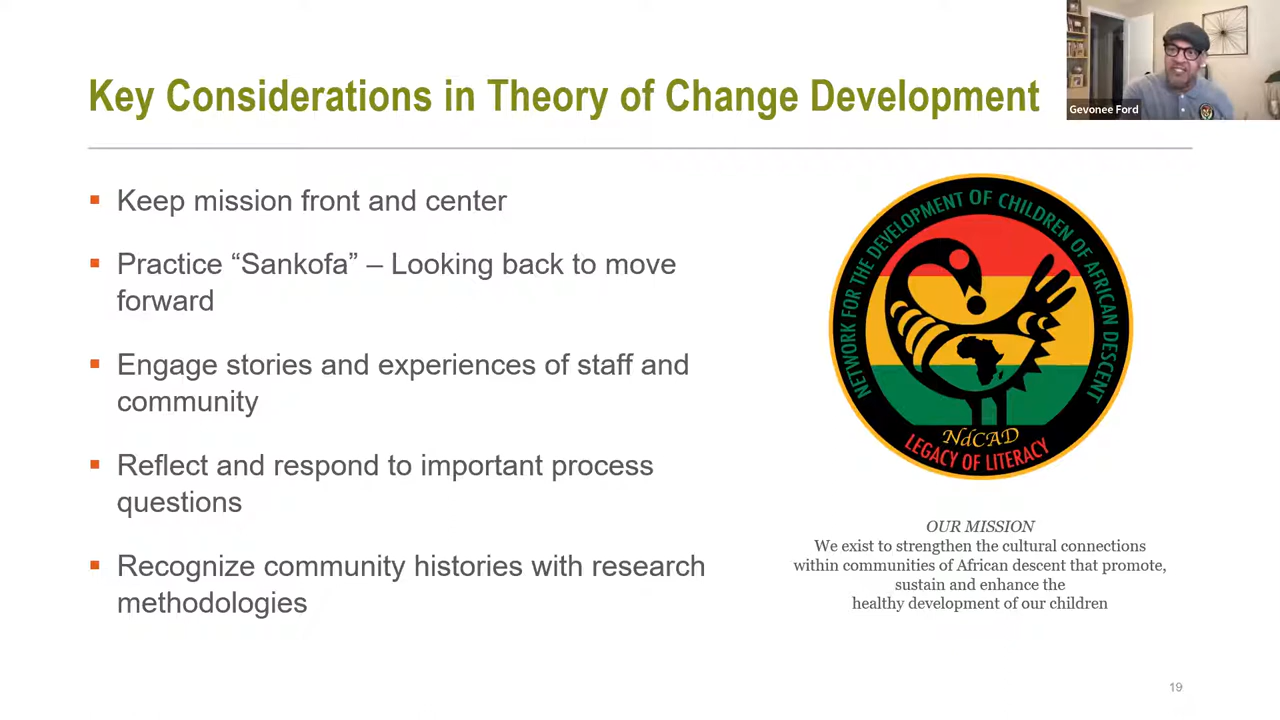 Key Considerations in Theory of Change Development
Gevonee Ford
Keep mission front and center
Practice “Sankofa” – Looking back to move
forward
Engage stories and experiences of staff and
community
Reflect and respond to important process
questions
Recognize community histories with research
methodologies
NETWORK FOR THE DEVELOPMENT OF CHILDREN OF AFRICAN DESCENT
NdCAD
LEGACY OF LITERACY
OUR MISSION
We exist to strengthen the cultural connections
within communities of African descent that promote,
sustain and enhance the
healthy development of our children
19